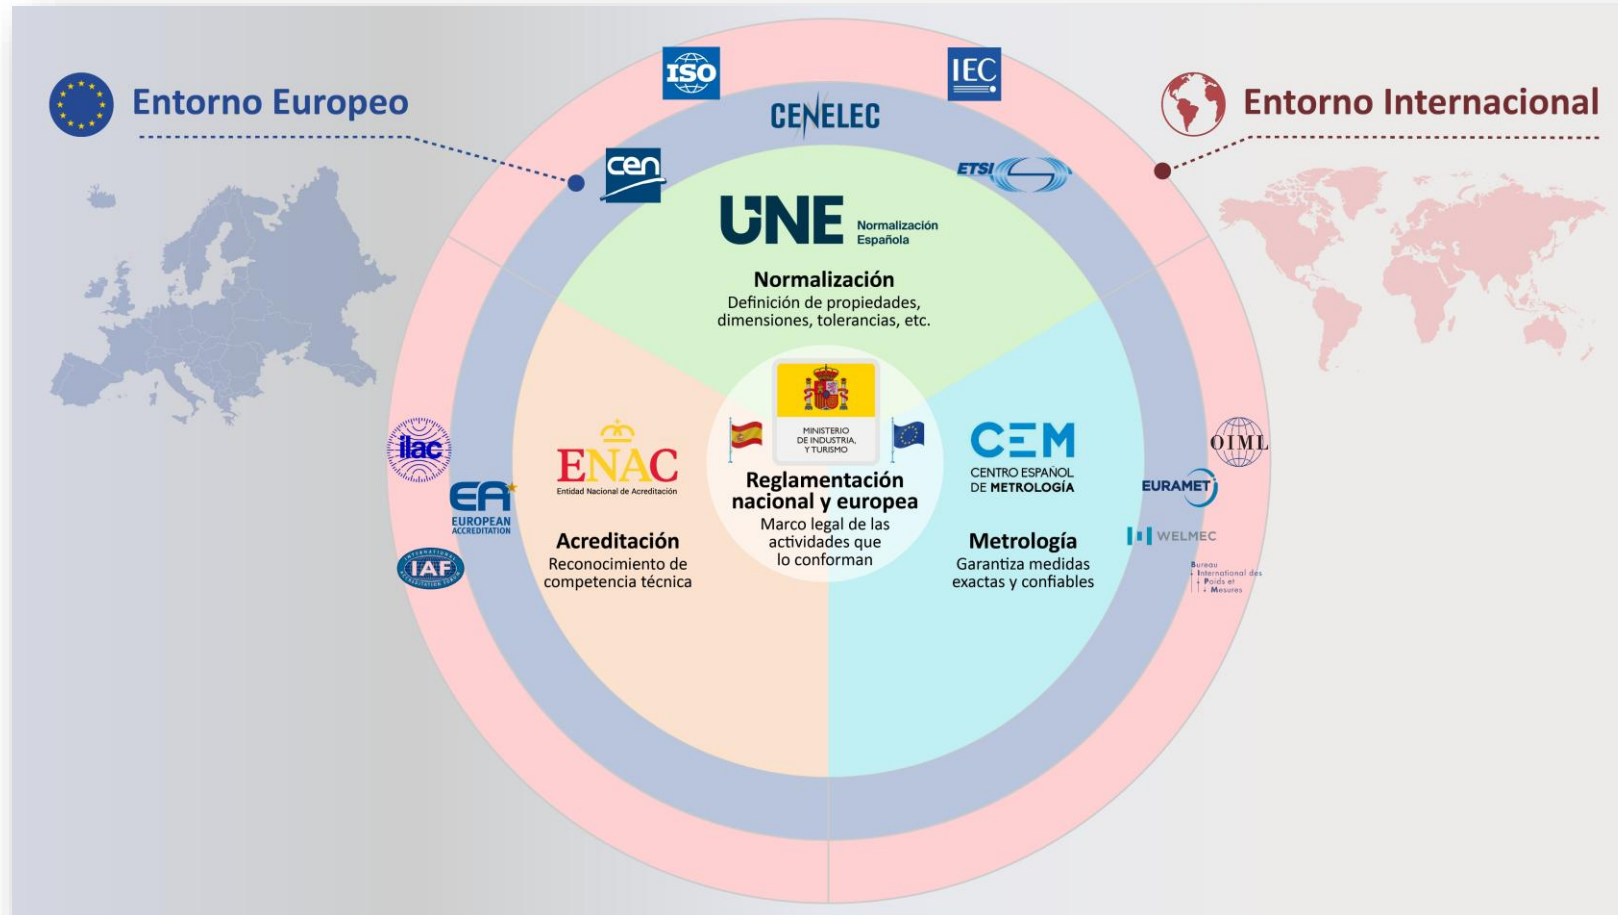 Entorno Europeo
ISO
IEC
Entorno Internacional
CENELEC
cen
ETSI
UNE
Normalización
Española
Normalización
Definición de propiedades,
dimensiones, tolerancias, etc.
MINISTERIO
DE INDUSTRIA,
Y TURISMO
Reglamentación
nacional y europea
Marco legal de las
actividades que
lo conforman
ilac
EA
EUROPEAN
ACCREDITATION
INTERNATIONAL
IAF
ACCREDITATION FORUM
ENAC
Entidad Nacional de Acreditación
Acreditación
Reconocimiento de
competencia técnica
CEM
CENTRO ESPAÑOL
DE METROLOGÍA
Metrología
Garantiza medidas
exactas y confiables
OIML
EURAMET
WELMEC
Bureau
International des
Poids et
Mesures